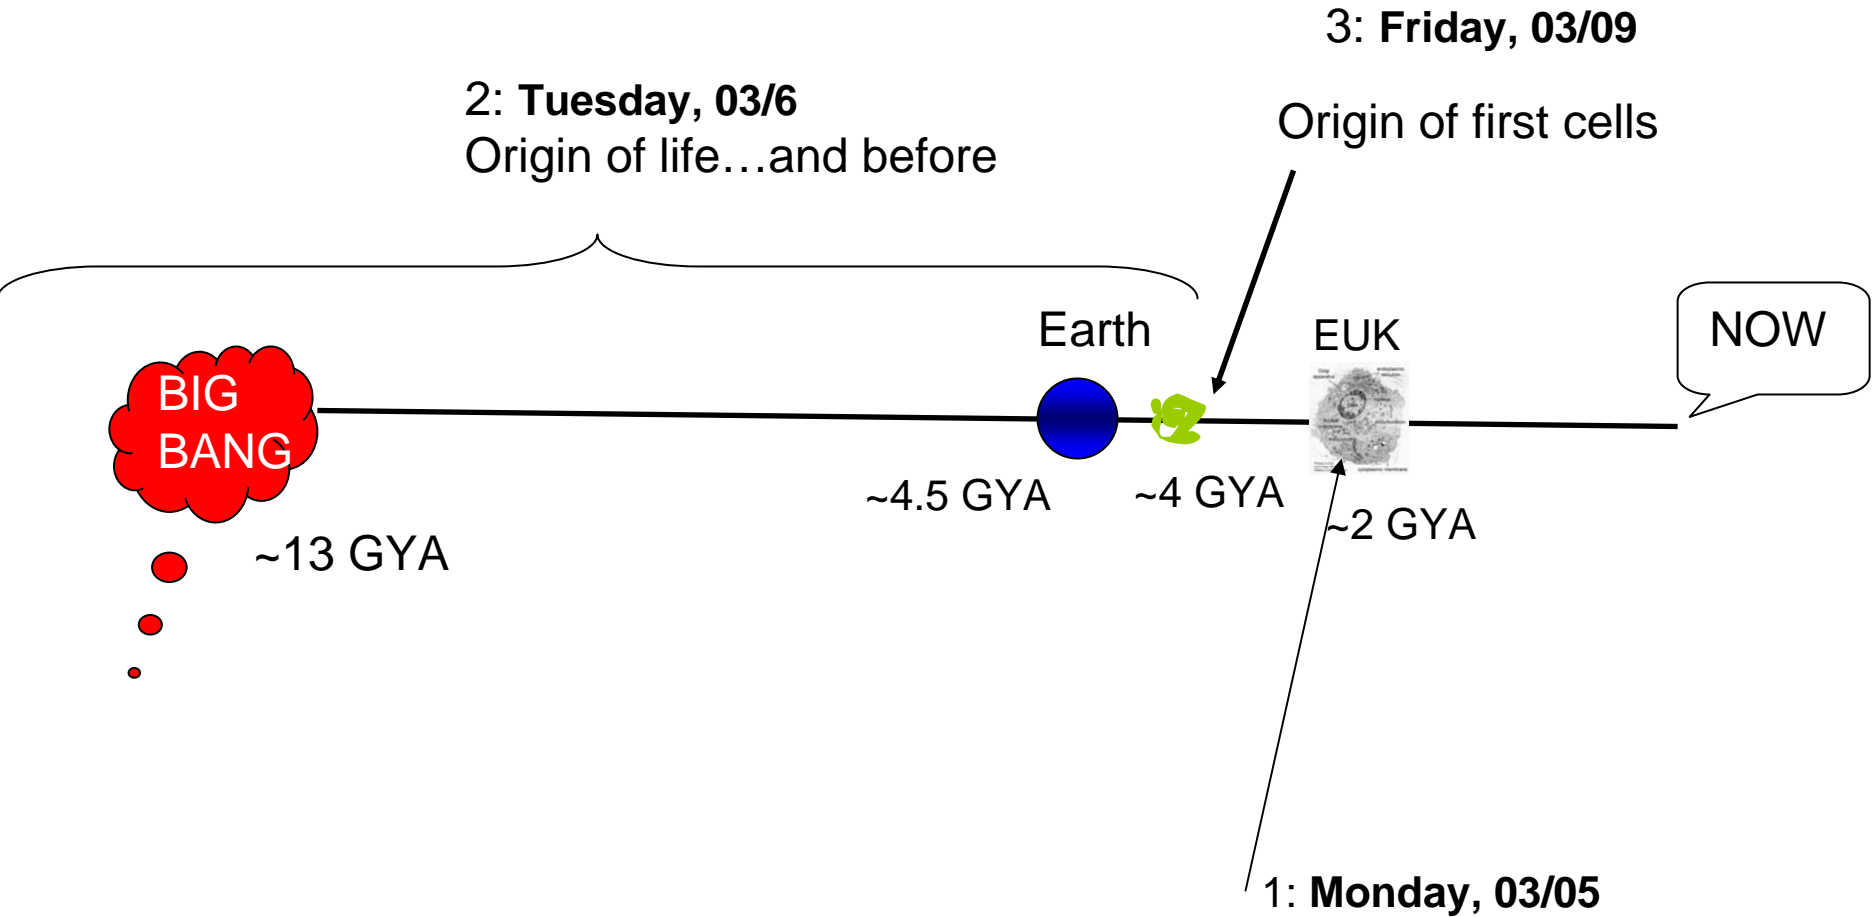 3: Friday, 03/09
2: Tuesday, 03/6
Origin of life…and before
Origin of first cells
Earth
EUK
NOW
BIG
BANG
~4.5 GYA
~4 GYA
~2 GYA
~13 GYA
1: Monday, 03/05